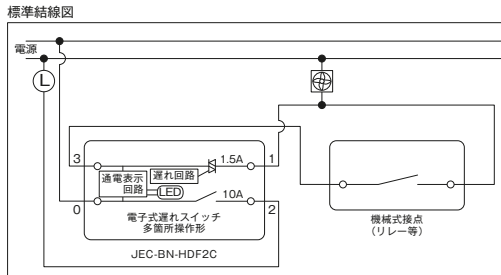 標準結線図
電源
L
3
1.5A
1
通電表示
回路
遅れ回路
LED
10A
0
2
電子式遅れスイッチ
多箇所操作形
JEC-BN-HDF2C
機械式接点
(リレー等)